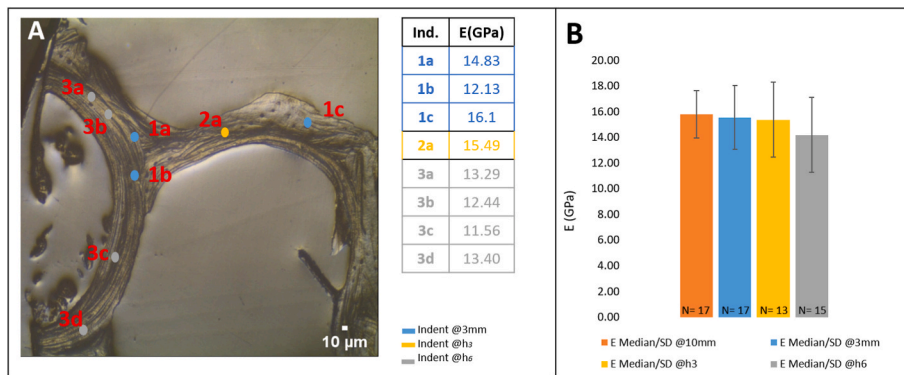 A
3a
3b
1a
2a
1c
1b
3c
3d
10 µm
Ind. E(GPa)
1a 14.83
1b 12.13
1c 16.1
2a 15.49
3a 13.29
3b 12.44
3c 11.56
3d 13.40
Indent @3mm
Indent @h₃
Indent @h₆
B
E (GPa)
20.00
18.00
16.00
14.00
12.00
10.00
8.00
6.00
4.00
2.00
0.00
N= 17 N= 17 N= 13 N= 15
E Median/SD @10mm E Median/SD @3mm
E Median/SD @h3 E Median/SD @h6